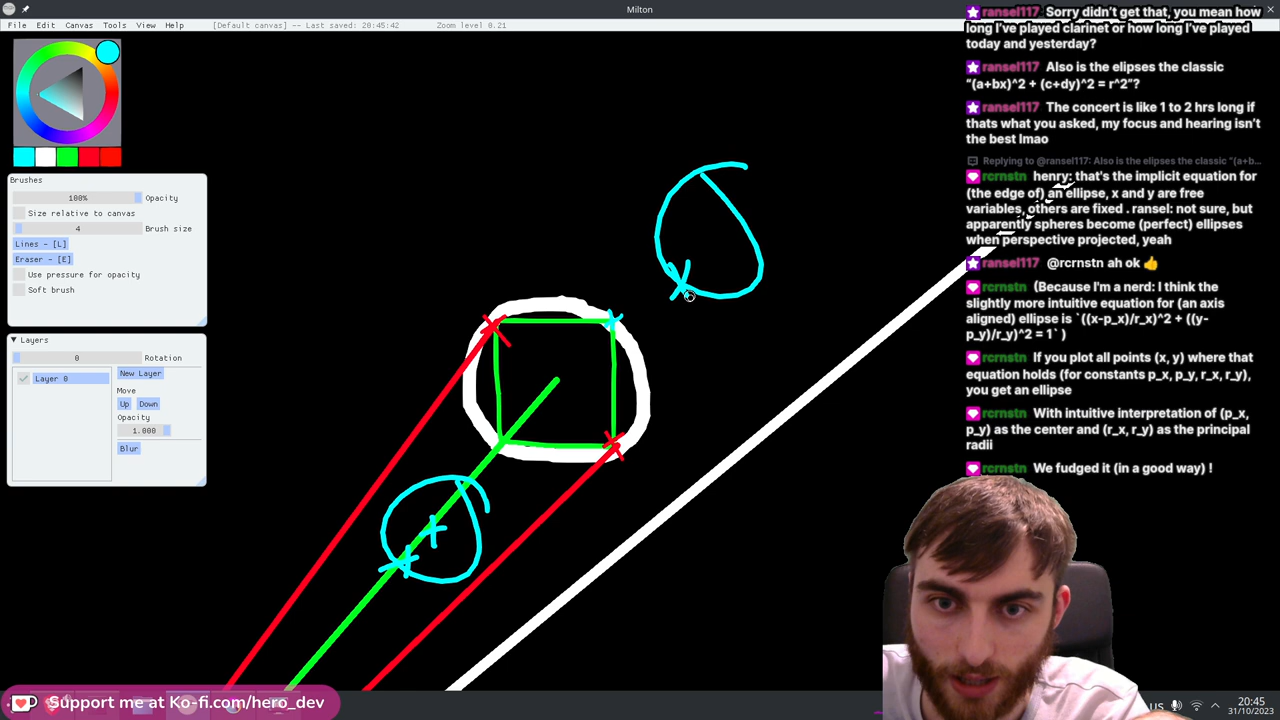 Milton
File Edit Canvas Tools View Help [Default canvas] -- Last saved: 20:45:42 Zoom level 0.21
Brushes
100% Opacity
Size relative to canvas
4 Brush size
Lines - [L]
Eraser - [E]
Use pressure for opacity
Soft brush
Layers
0 Rotation
Layer 0
New Layer
Move
Up Down
Opacity
1.000
Blur
ransel117 Sorry didn't get that, you mean how
long I've played clarinet or how long I've played
today and yesterday?
ransel117 Also is the elipses the classic
“(a+bx)^2 + (c+dy)^2 = r^2”?
ransel117 The concert is like 1 to 2 hrs long if
thats what you asked, my focus and hearing isn't
the best lmao
Replying to @ransel117: Also is the elipses the classic “(a+b...
rcrnstn henry: that's the implicit equation for
(the edge of) an ellipse, x and y are free
variables, others are fixed . ransel: not sure, but
apparently spheres become (perfect) ellipses
when perspective projected, yeah
ransel117 @rcrnstn ah ok 👍
rcrnstn (Because I'm a nerd: I think the
slightly more intuitive equation for (an axis
aligned) ellipse is `((x-p_x)/r_x)^2 + ((y-
p_y)/r_y)^2 = 1` )
rcrnstn If you plot all points (x, y) where that
equation holds (for constants p_x, p_y, r_x, r_y),
you get an ellipse
rcrnstn With intuitive interpretation of (p_x,
p_y) as the center and (r_x, r_y) as the principal
radii
rcrnstn We fudged it (in a good way) !
Support me at Ko-fi.com/hero_dev
US 20:45
31/10/2023